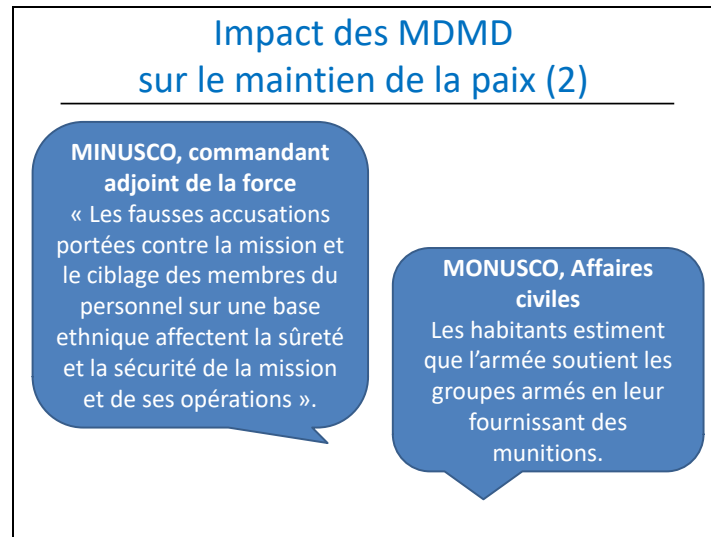 Impact des MDMD
sur le maintien de la paix (2)
MINUSCO, commandant
adjoint de la force
« Les fausses accusations
portées contre la mission et
le ciblage des membres du
personnel sur une base
ethnique affectent la sûreté
et la sécurité de la mission
et de ses opérations ».
MONUSCO, Affaires
civiles
Les habitants estiment
que l’armée soutient les
groupes armés en leur
fournissant des
munitions.